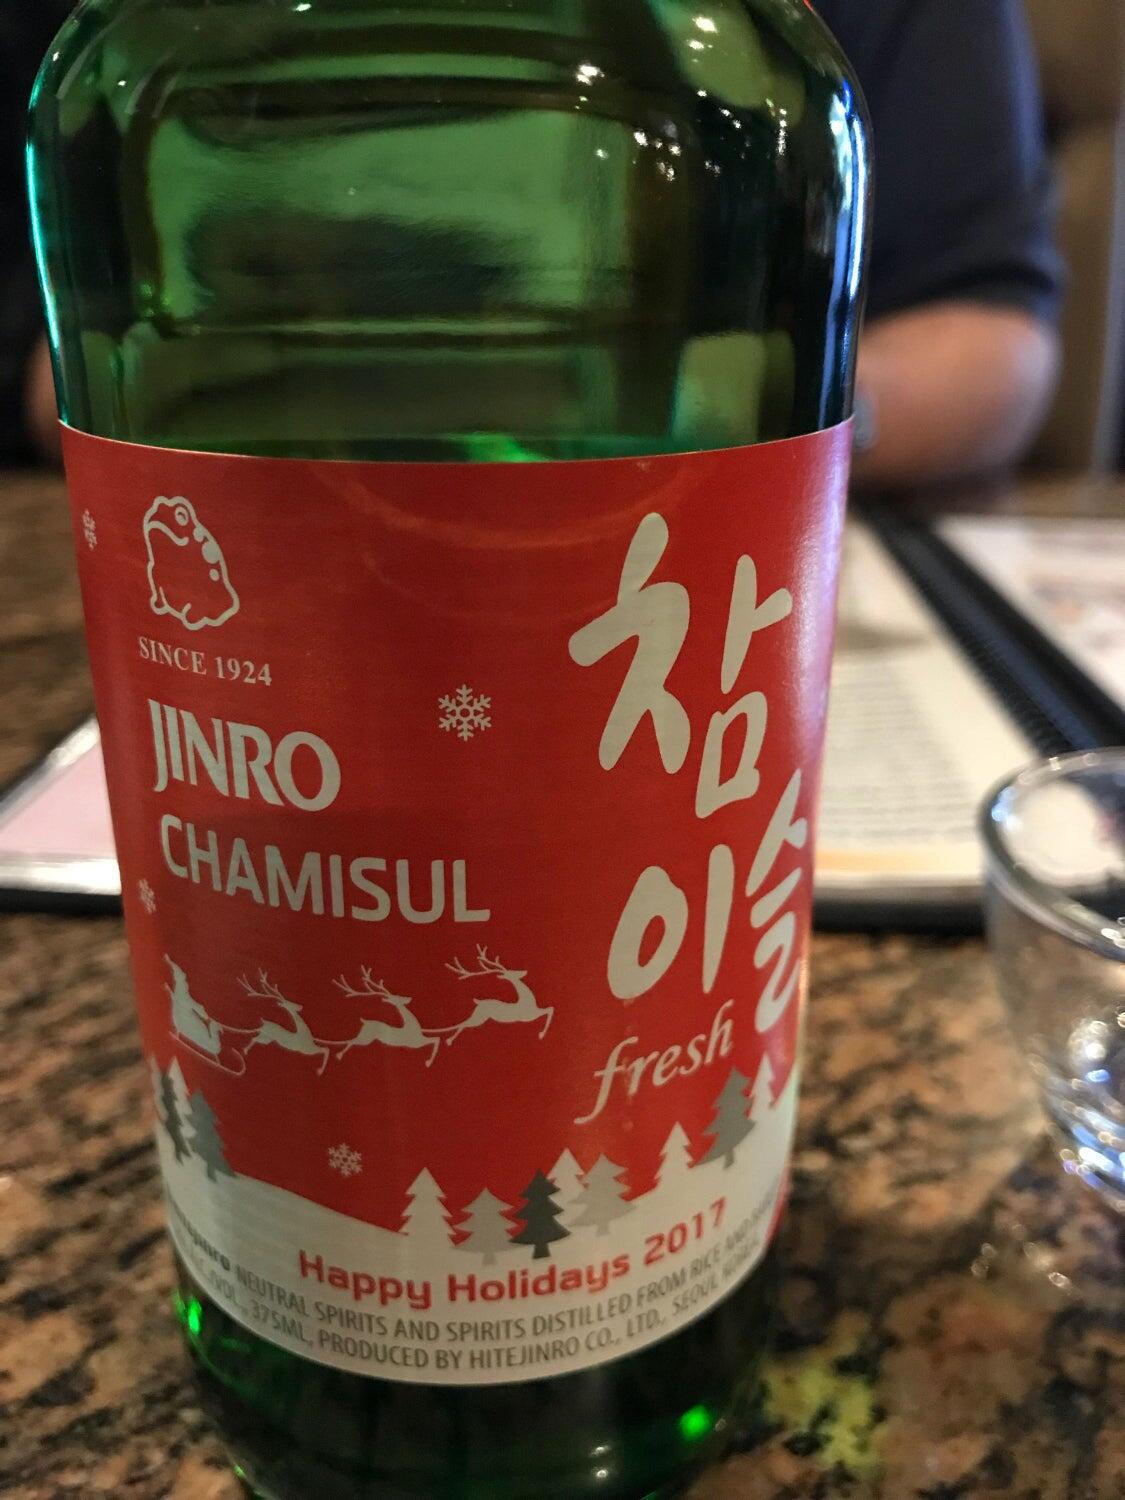 SINCE 1924
JINRO
CHAMISUL
참
이슬
fresh
Happy Holidays 2017
NEUTRAL SPIRITS AND SPIRITS DISTILLED FROM RICE AND
375ML, PRODUCED BY HITEJINRO CO., LTD., SEOUL KOREA